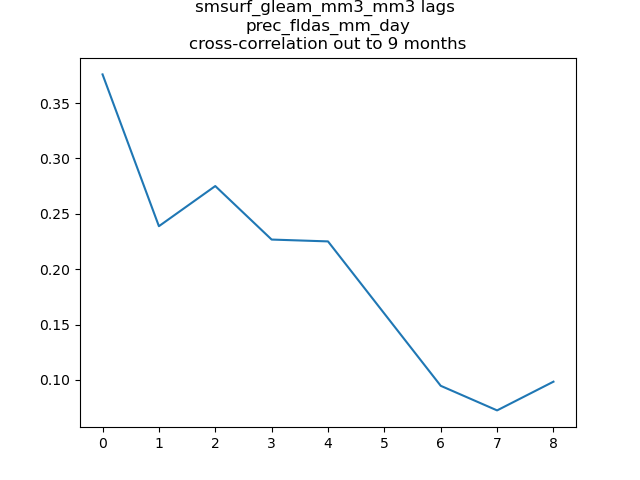 smsurf_gleam_mm3_mm3 lags
prec_fldas_mm_day
cross-correlation out to 9 months
0.35
0.30
0.25
0.20
0.15
0.10
0 1 2 3 4 5 6 7 8